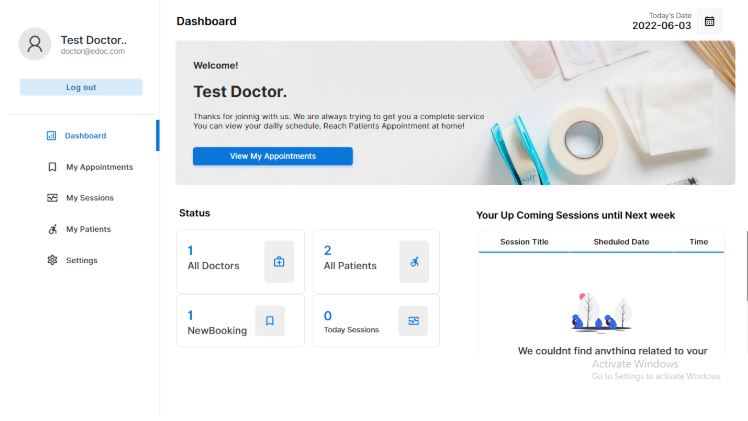 Test Doctor..
doctor@edoc.com
Log out
Dashboard
My Appointments
My Sessions
My Patients
Settings
Dashboard
Today's Date
2022-06-03
Welcome!
Test Doctor.
Thanks for joinnig with us. We are always trying to get you a complete service
You can view your dailly schedule, Reach Patients Appointment at home!
View My Appointments
Status
1
All Doctors
2
All Patients
1
NewBooking
0
Today Sessions
Your Up Coming Sessions until Next week
Session Title Sheduled Date Time
We couldnt find anything related to your
Activate Windows
Go to Settings to activate Windows.